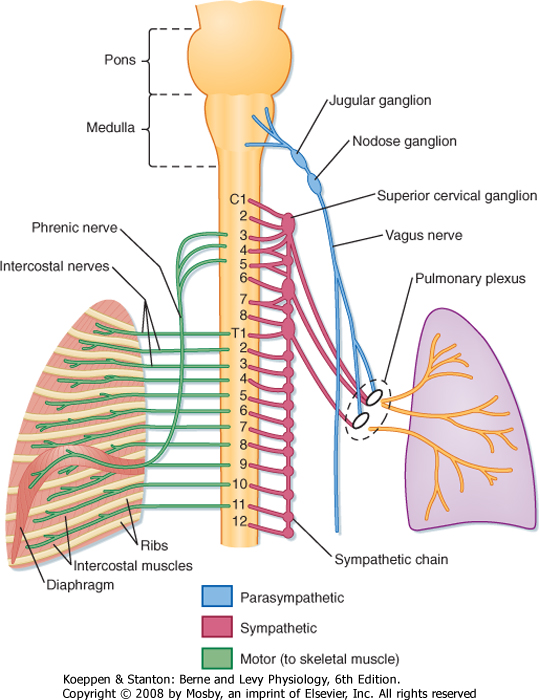 Pons
Medulla
Jugular ganglion
Nodose ganglion
Superior cervical ganglion
Vagus nerve
Pulmonary plexus
Phrenic nerve
Intercostal nerves
C1
2
3
4
5
6
7
8
T1
2
3
4
5
6
7
8
9
10
11
12
Ribs
Intercostal muscles
Diaphragm
Sympathetic chain
Parasympathetic
Sympathetic
Motor (to skeletal muscle)
Koeppen & Stanton: Berne and Levy Physiology, 6th Edition.
Copyright © 2008 by Mosby, an imprint of Elsevier, Inc. All rights reserved